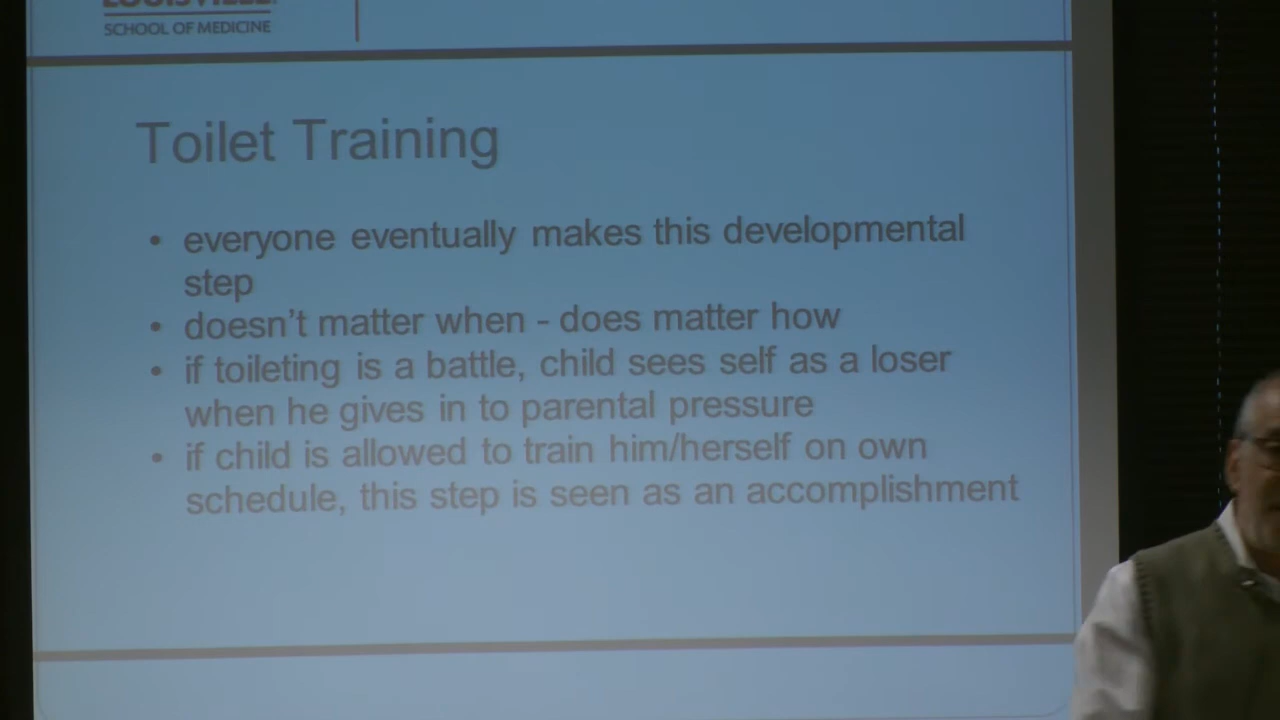 LOUISVILLE
SCHOOL OF MEDICINE
Toilet Training
• everyone eventually makes this developmental
step
• doesn't matter when - does matter how
• if toileting is a battle, child sees self as a loser
when he gives in to parental pressure
• if child is allowed to train him/herself on own
schedule, this step is seen as an accomplishment